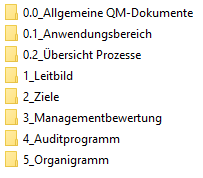 0.0_Allgemeine QM-Dokumente
0.1_Anwendungsbereich
0.2_Übersicht Prozesse
1_Leitbild
2_Ziele
3_Managementbewertung
4_Auditprogramm
5_Organigramm